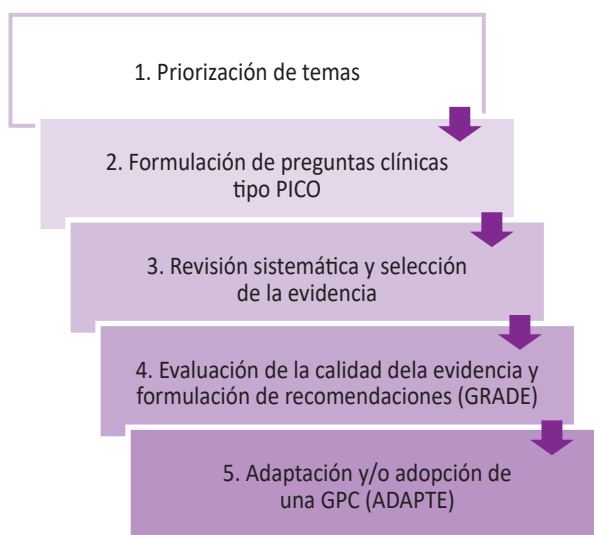 1. Priorización de temas
2. Formulación de preguntas clínicas
tipo PICO
3. Revisión sistemática y selección
de la evidencia
4. Evaluación de la calidad dela evidencia y
formulación de recomendaciones (GRADE)
5. Adaptación y/o adopción de
una GPC (ADAPTE)